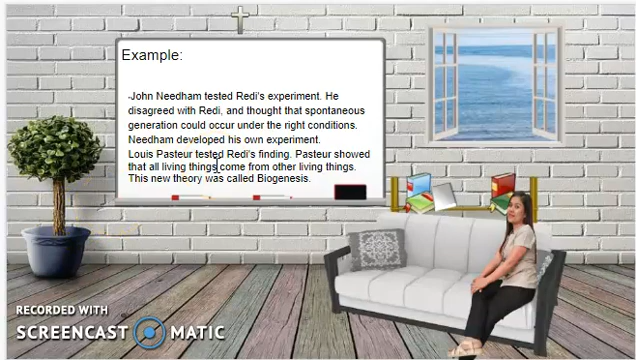 Example:
-John Needham tested Redi's experiment. He
disagreed with Redi, and thought that spontaneous
generation could occur under the right conditions.
Needham developed his own experiment.
Louis Pasteur tested Redi's finding. Pasteur showed
that all living things come from other living things.
This new theory was called Biogenesis.
RECORDED WITH
SCREENCAST MATIC